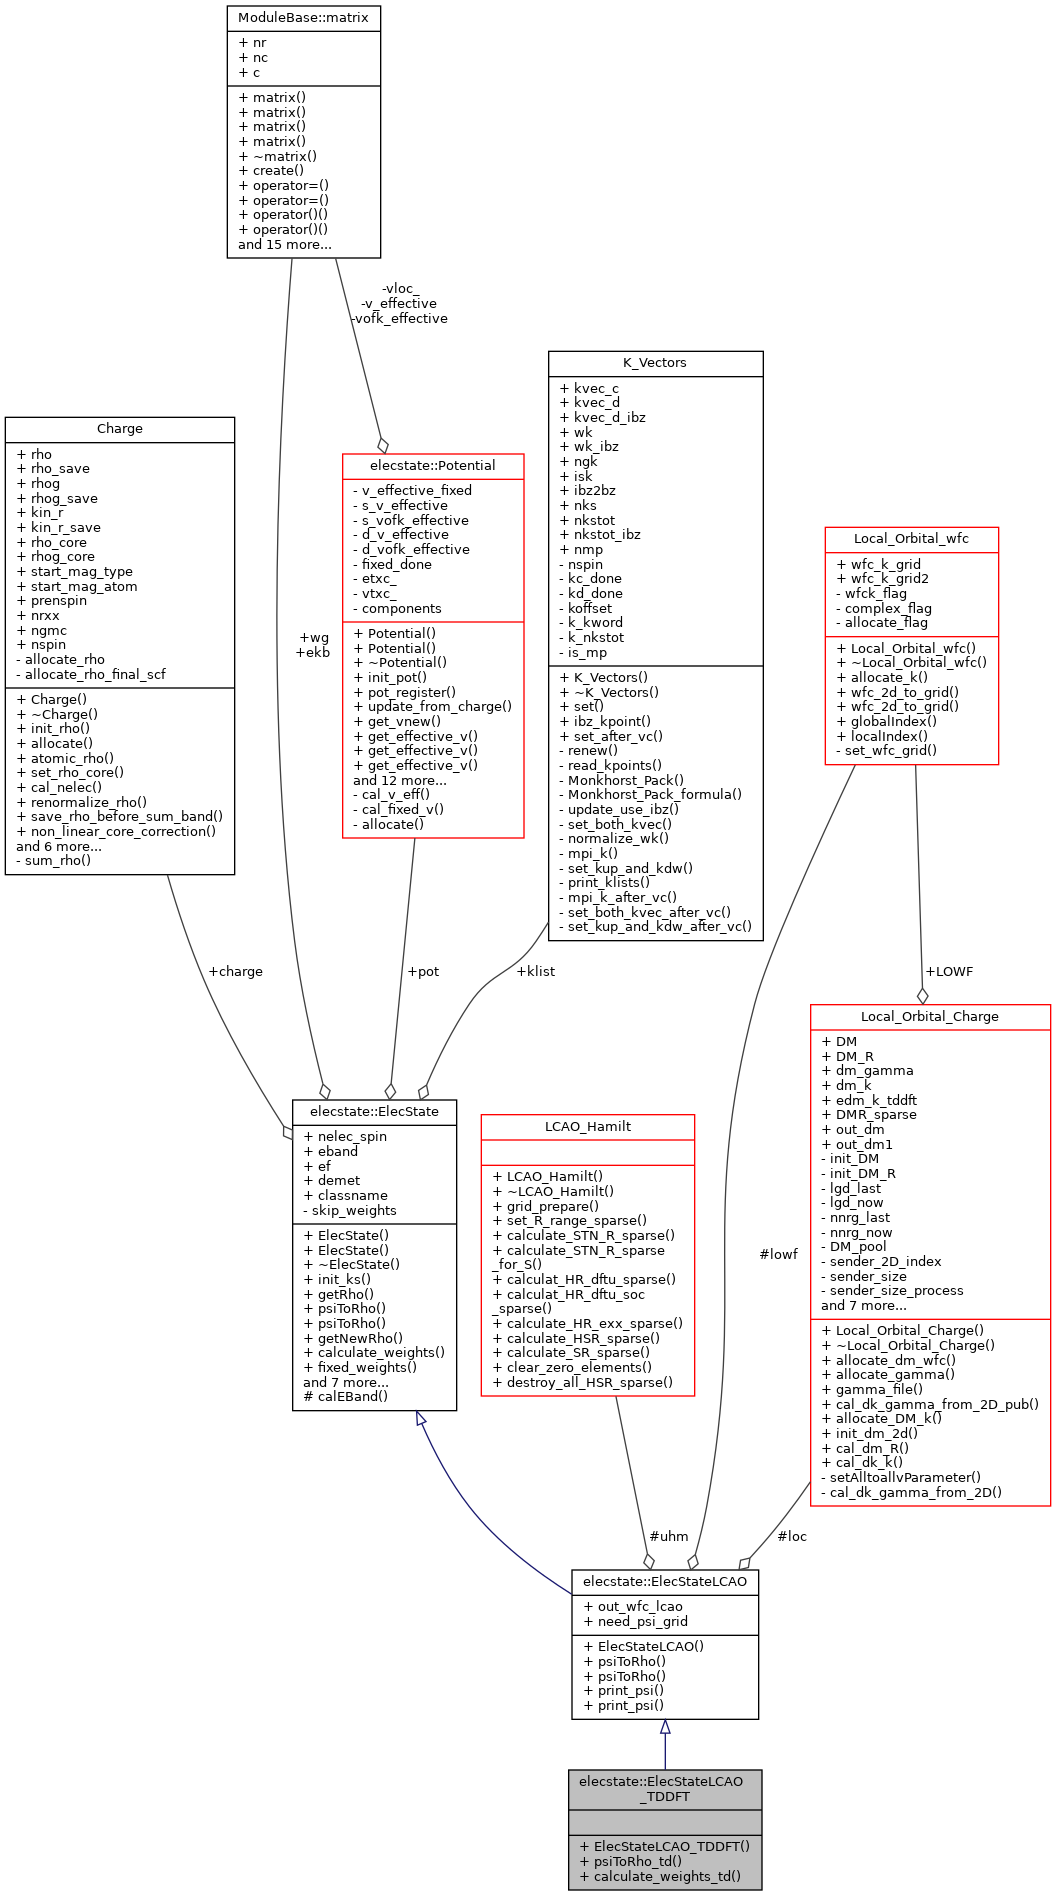 ModuleBase::matrix
+ nr
+ nc
+ c
+ matrix()
+ matrix()
+ matrix()
+ matrix()
+ ~matrix()
+ create()
+ operator=()
+ operator=()
+ operator()()
+ operator()()
and 15 more...
-vloc_
-v_effective
-vofk_effective
+wg
+ekb
Charge
+ rho
+ rho_save
+ rhog
+ rhog_save
+ kin_r
+ kin_r_save
+ rho_core
+ rhog_core
+ start_mag_type
+ start_mag_atom
+ prenspin
+ nrxx
+ ngmc
+ nspin
- allocate_rho
- allocate_rho_final_scf
+ Charge()
+ ~Charge()
+ init_rho()
+ allocate()
+ atomic_rho()
+ set_rho_core()
+ cal_nelec()
+ renormalize_rho()
+ save_rho_before_sum_band()
+ non_linear_core_correction()
and 6 more...
- sum_rho()
elecstate::Potential
- v_effective_fixed
- s_v_effective
- s_vofk_effective
- d_v_effective
- d_vofk_effective
- fixed_done
- etxc_
- vtxc_
- components
+ Potential()
+ Potential()
+ ~Potential()
+ init_pot()
+ pot_register()
+ update_from_charge()
+ get_vnew()
+ get_effective_v()
+ get_effective_v()
+ get_effective_v()
and 12 more...
- cal_v_eff()
- cal_fixed_v()
- allocate()
K_Vectors
+ kvec_c
+ kvec_d
+ kvec_d_ibz
+ wk
+ wk_ibz
+ ngk
+ isk
+ ibz2bz
+ nks
+ nkstot
+ nkstot_ibz
+ nmp
- nspin
- kc_done
- kd_done
- koffset
- k_kword
- k_nkstot
- is_mp
+ K_Vectors()
+ ~K_Vectors()
+ set()
+ ibz_kpoint()
+ set_after_vc()
- renew()
- read_kpoints()
- Monkhorst_Pack()
- Monkhorst_Pack_formula()
- update_use_ibz()
- set_both_kvec()
- normalize_wk()
- mpi_k()
- set_kup_and_kdw()
- print_klists()
- mpi_k_after_vc()
- set_both_kvec_after_vc()
- set_kup_and_kdw_after_vc()
Local_Orbital_wfc
+ wfc_k_grid
+ wfc_k_grid2
- wfck_flag
- complex_flag
- allocate_flag
+ Local_Orbital_wfc()
+ ~Local_Orbital_wfc()
+ allocate_k()
+ wfc_2d_to_grid()
+ wfc_2d_to_grid()
+ globalIndex()
+ localIndex()
- set_wfc_grid()
+charge
+pot
+klist
+LOWF
Local_Orbital_Charge
+ DM
+ DM_R
+ dm_gamma
+ dm_k
+ edm_k_tddft
+ DMR_sparse
+ out_dm
+ out_dm1
- init_DM
- init_DM_R
- lgd_last
- lgd_now
- nnrg_last
- nnrg_now
- DM_pool
- sender_2D_index
- sender_size
- sender_size_process
and 7 more...
+ Local_Orbital_Charge()
+ ~Local_Orbital_Charge()
+ allocate_dm_wfc()
+ allocate_gamma()
+ gamma_file()
+ cal_dk_gamma_from_2D_pub()
+ allocate_DM_k()
+ init_dm_2d()
+ cal_dm_R()
+ cal_dk_k()
- setAlltoallvParameter()
- cal_dk_gamma_from_2D()
elecstate::ElecState
+ nelec_spin
+ eband
+ ef
+ demet
+ classname
- skip_weights
+ ElecState()
+ ElecState()
+ ~ElecState()
+ init_ks()
+ getRho()
+ psiToRho()
+ psiToRho()
+ getNewRho()
+ calculate_weights()
+ fixed_weights()
and 7 more...
# calEBand()
LCAO_Hamilt
+ LCAO_Hamilt()
+ ~LCAO_Hamilt()
+ grid_prepare()
+ set_R_range_sparse()
+ calculate_STN_R_sparse()
+ calculate_STN_R_sparse
_for_S()
+ calculat_HR_dftu_sparse()
+ calculat_HR_dftu_soc
_sparse()
+ calculate_HR_exx_sparse()
+ calculate_HSR_sparse()
+ calculate_SR_sparse()
+ clear_zero_elements()
+ destroy_all_HSR_sparse()
#lowf
#uhm
#loc
elecstate::ElecStateLCAO
+ out_wfc_lcao
+ need_psi_grid
+ ElecStateLCAO()
+ psiToRho()
+ psiToRho()
+ print_psi()
+ print_psi()
elecstate::ElecStateLCAO
_TDDFT
+ ElecStateLCAO_TDDFT()
+ psiToRho_td()
+ calculate_weights_td()